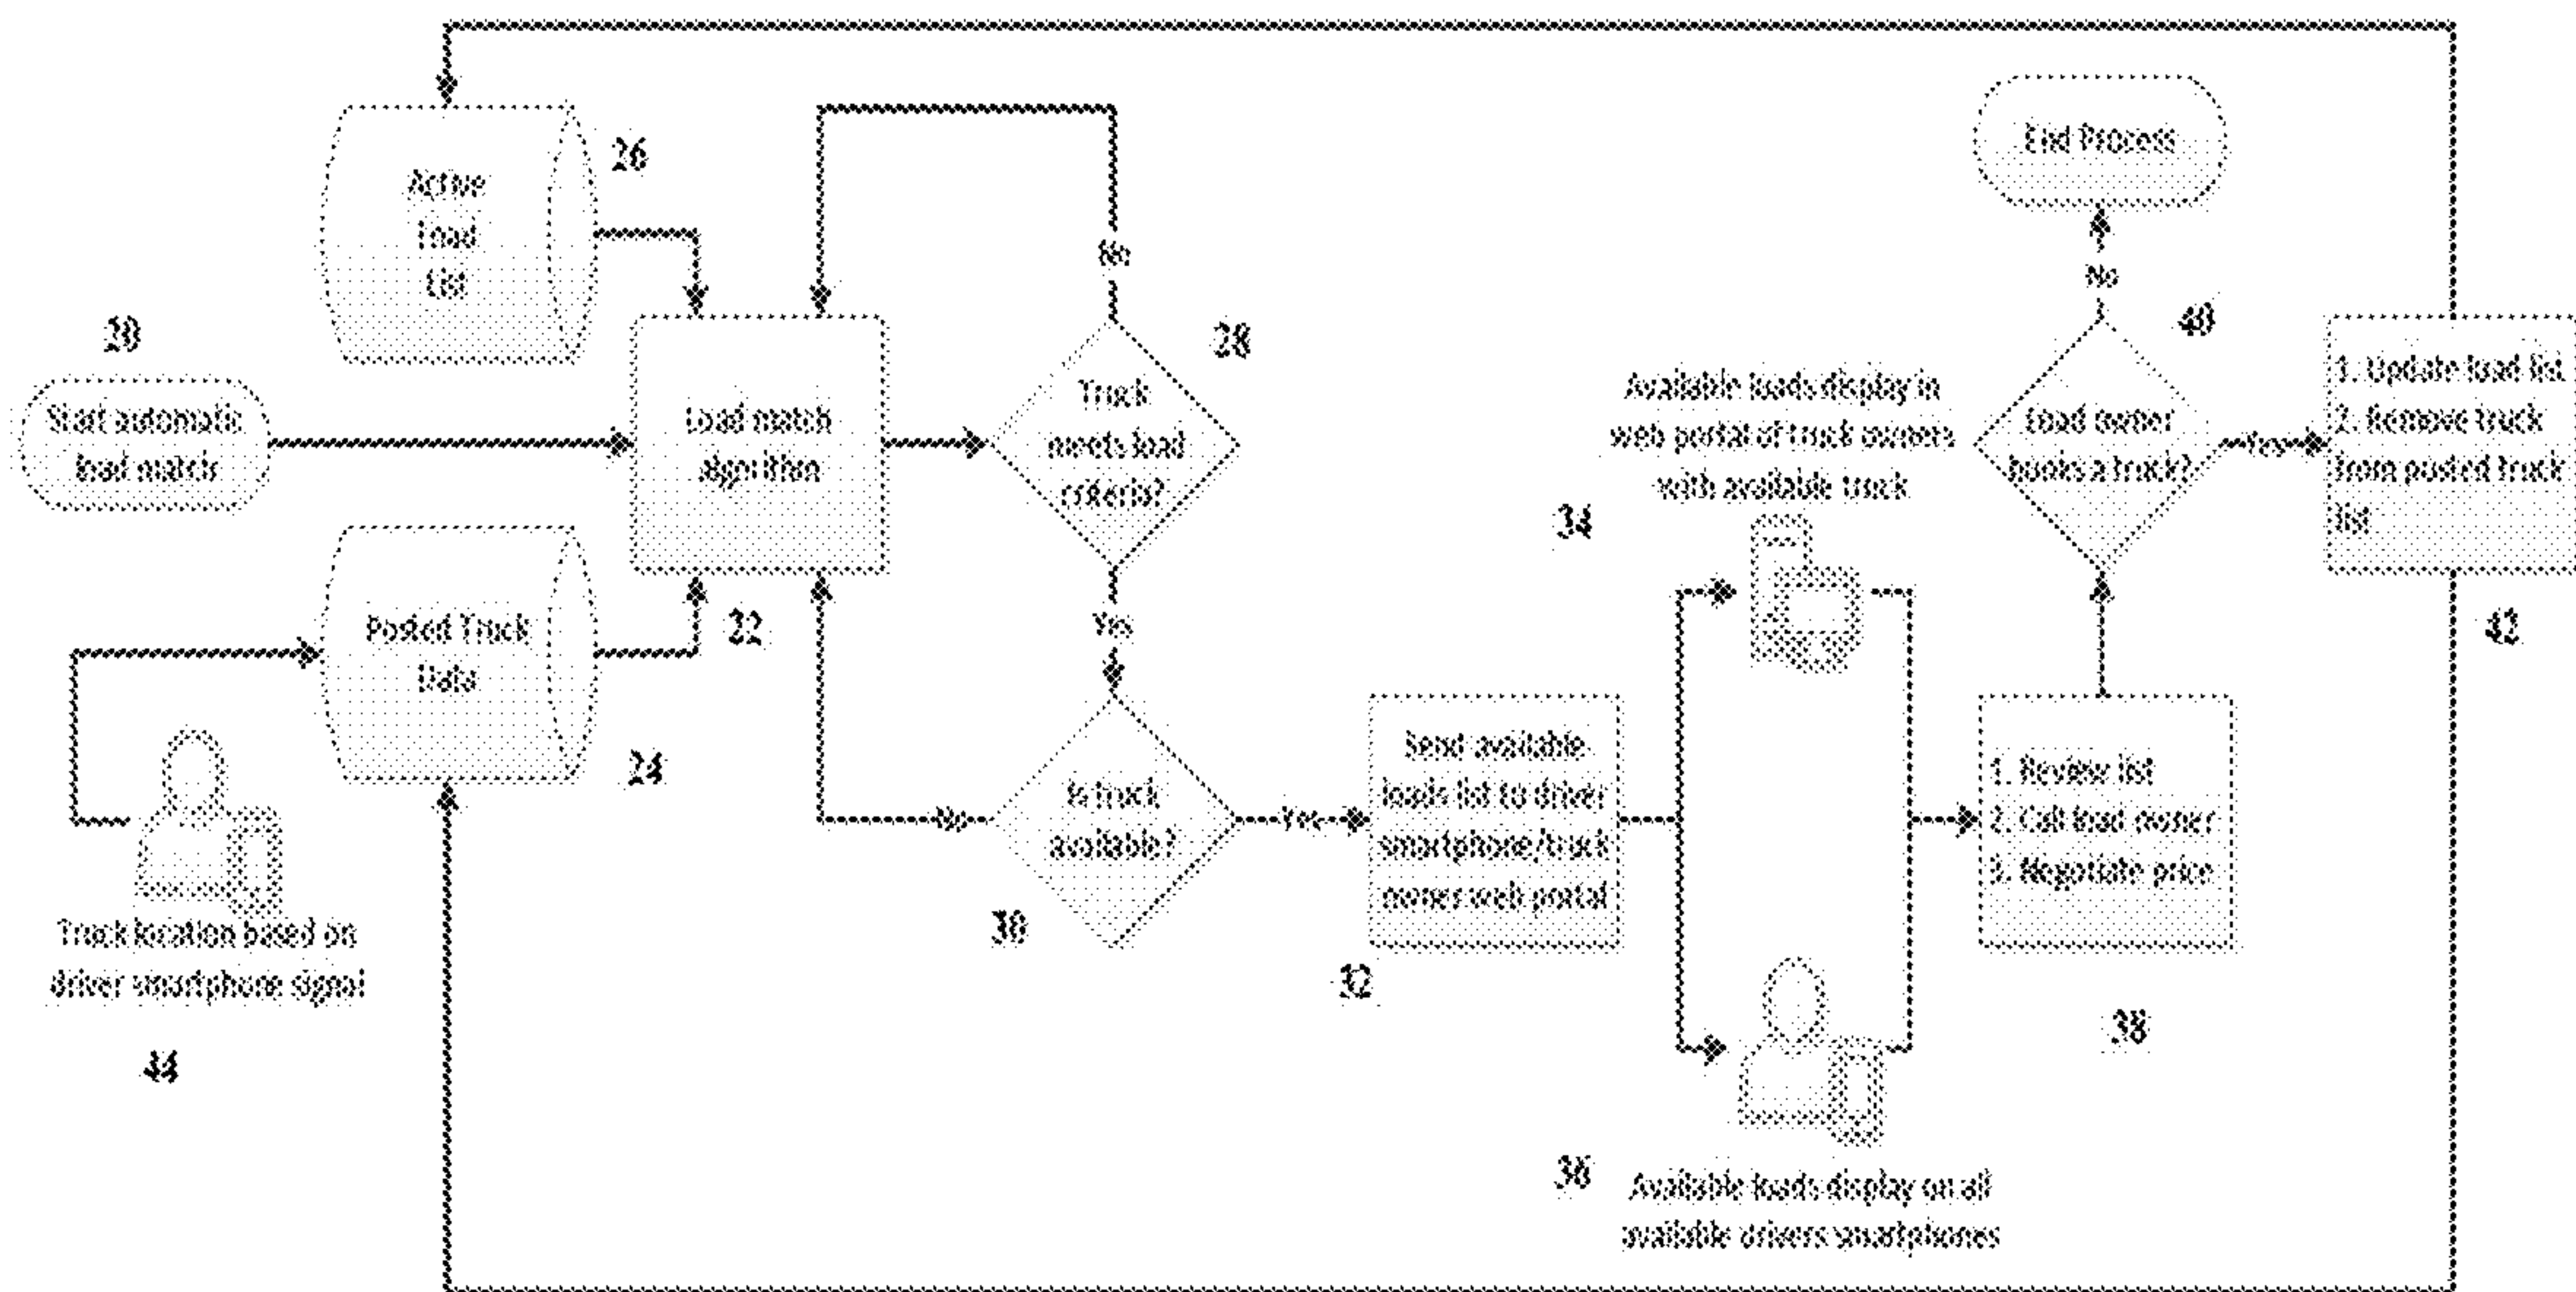 20
Start automatic
load match
26
Active
Load
List
Posted Truck
Data
24
Truck location based on
driver smartphone signal
44
Load match
algorithm
22
No
28
Truck
meets load
criteria?
Yes
Is truck
available?
No
Yes
30
Send available
loads list to driver
smartphone/truck
owner web portal
32
Available loads display in
web portal of truck owners
with available truck
34
36
Available loads display on all
available drivers smartphones
1. Review list
2. Call load owner
3. Negotiate price
38
End Process
No
40
Load owner
books a truck?
Yes
1. Update load list
2. Remove truck
from posted truck
list
42